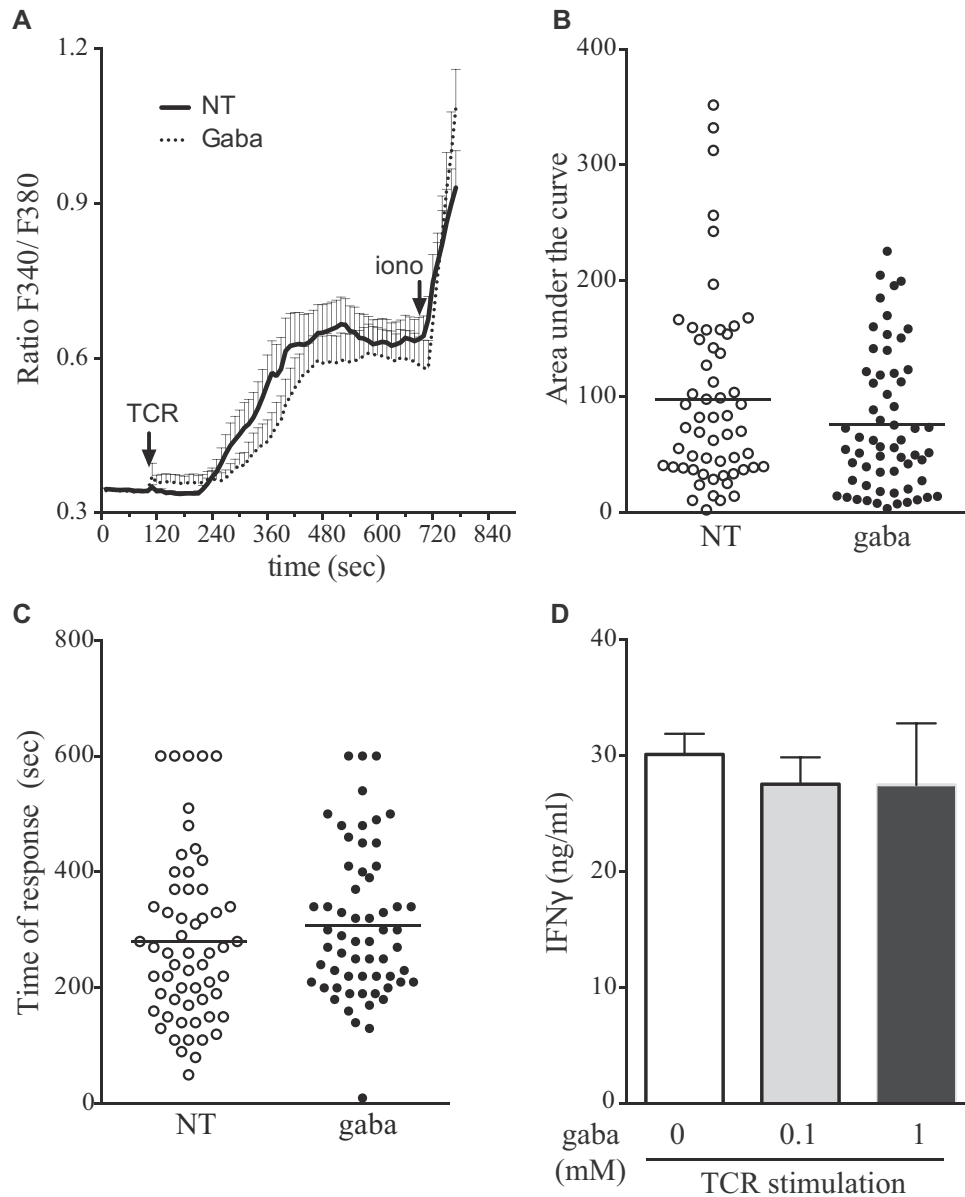 A
1.2
0.9
0.6
0.3
Ratio F340/ F380
NT
Gaba
TCR
iono
0 120 240 360 480 600 720 840
time (sec)
B
400
300
200
100
0
Area under the curve
NT gaba
C
800
600
400
200
0
Time of response (sec)
NT gaba
D
40
30
20
10
0
IFNγ (ng/ml)
gaba 0 0.1 1
(mM)
TCR stimulation